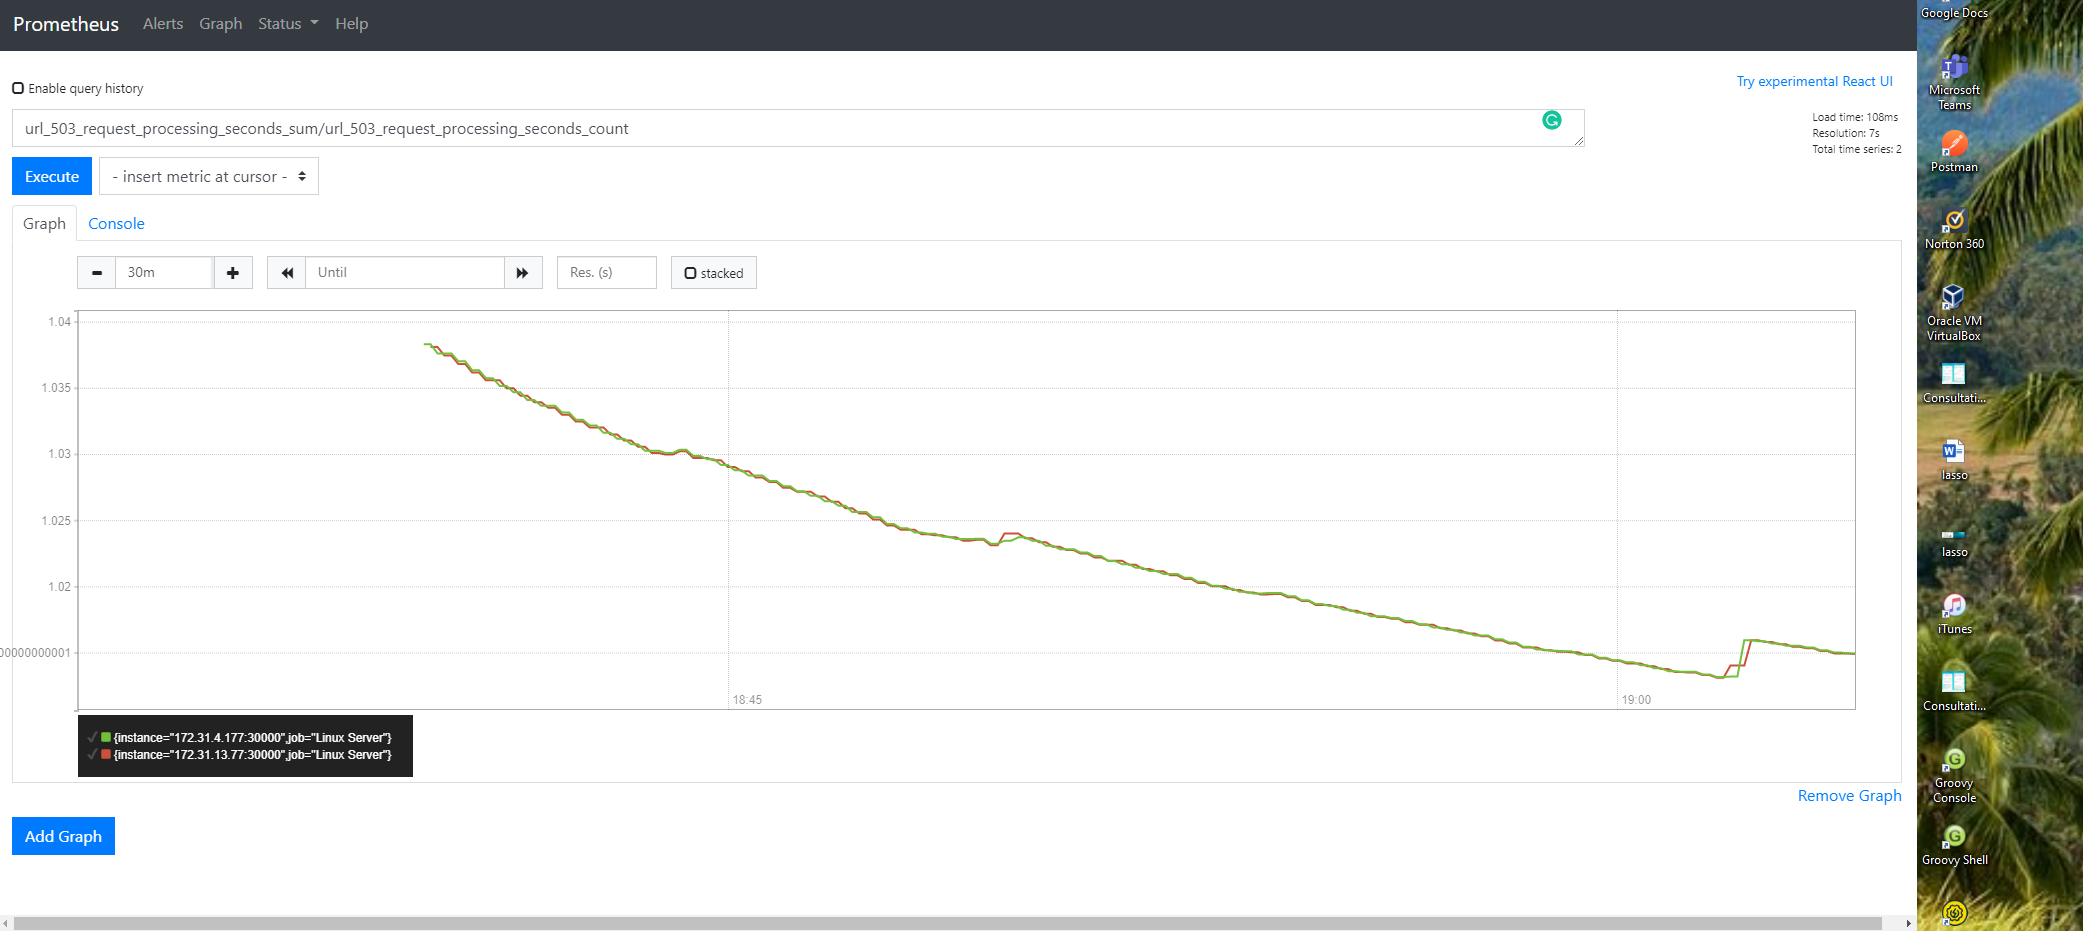 Prometheus Alerts Graph Status Help
Enable query history
Try experimental React UI
url_503_request_processing_seconds_sum/url_503_request_processing_seconds_count
Load time: 108ms
Resolution: 7s
Total time series: 2
Execute - insert metric at cursor -
Graph Console
30m Until Res. (s) stacked
1.04
1.035
1.03
1.025
1.02
00000000001
18:45 19:00
{instance="172.31.4.177:30000",job="Linux Server"}
{instance="172.31.13.77:30000",job="Linux Server"}
Remove Graph
Add Graph
Google Docs
Microsoft
Teams
Postman
Norton 360
Oracle VM
VirtualBox
Consultati...
lasso
lasso
iTunes
Consultati...
Groovy
Console
Groovy Shell